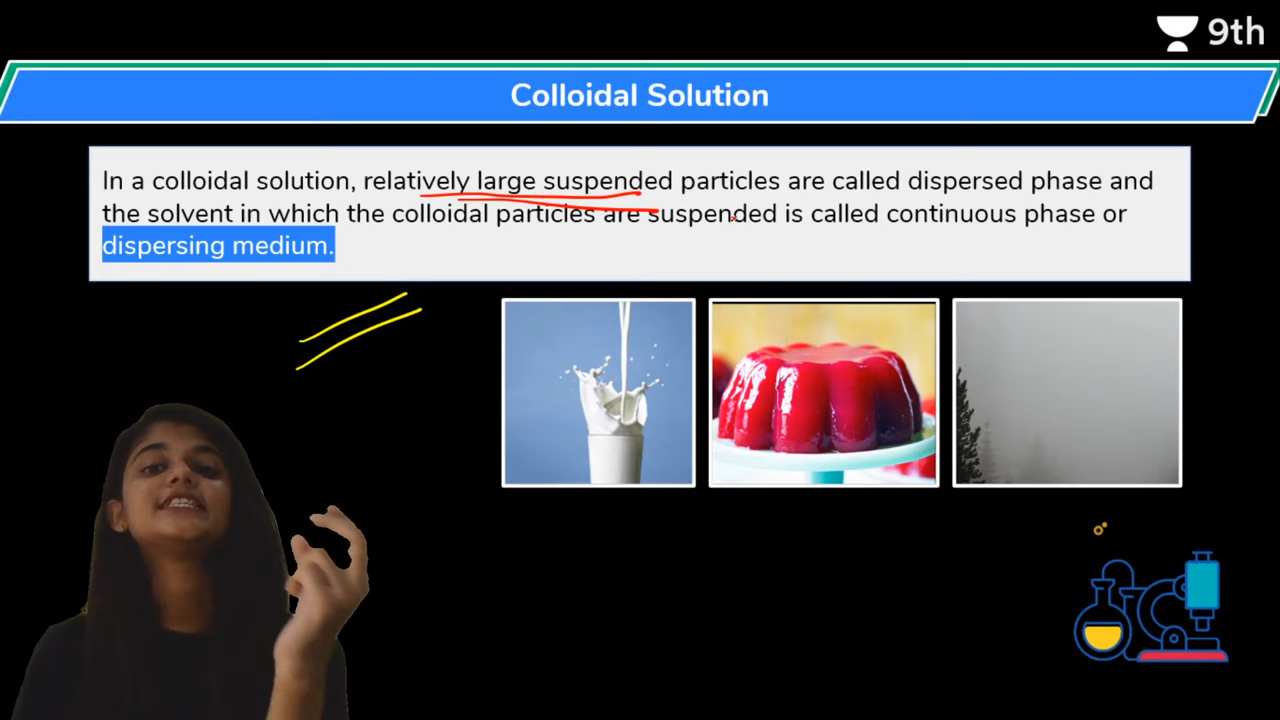 9th
Colloidal Solution
In a colloidal solution, relatively large suspended particles are called dispersed phase and
the solvent in which the colloidal particles are suspended is called continuous phase or
dispersing medium.